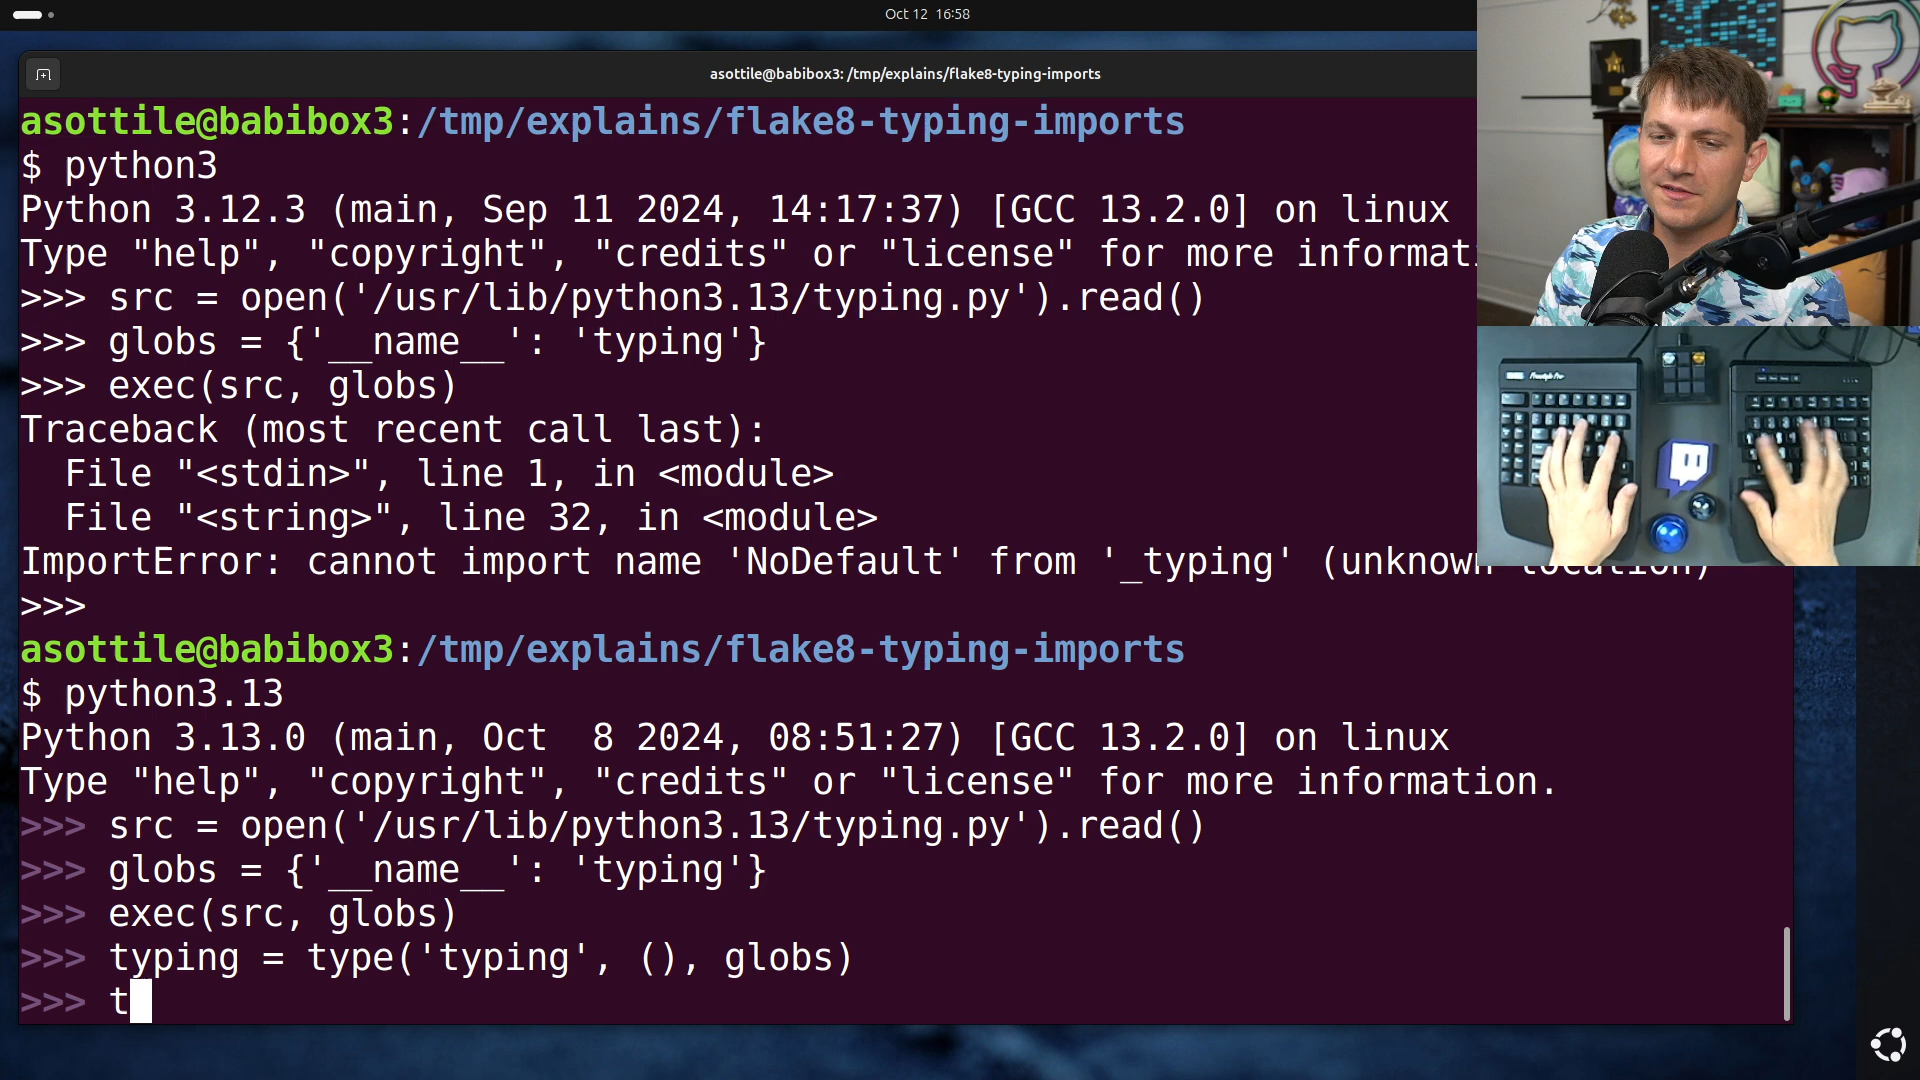 Oct 12 16:58
asottile@babibox3: /tmp/explains/flake8-typing-imports
asottile@babibox3:/tmp/explains/flake8-typing-imports
$ python3
Python 3.12.3 (main, Sep 11 2024, 14:17:37) [GCC 13.2.0] on linux
Type "help", "copyright", "credits" or "license" for more informati
>>> src = open('/usr/lib/python3.13/typing.py').read()
>>> globs = {'__name__': 'typing'}
>>> exec(src, globs)
Traceback (most recent call last):
  File "<stdin>", line 1, in <module>
  File "<string>", line 32, in <module>
ImportError: cannot import name 'NoDefault' from '_typing' (unknown location)
>>>
asottile@babibox3:/tmp/explains/flake8-typing-imports
$ python3.13
Python 3.13.0 (main, Oct  8 2024, 08:51:27) [GCC 13.2.0] on linux
Type "help", "copyright", "credits" or "license" for more information.
>>> src = open('/usr/lib/python3.13/typing.py').read()
>>> globs = {'__name__': 'typing'}
>>> exec(src, globs)
>>> typing = type('typing', (), globs)
>>> t